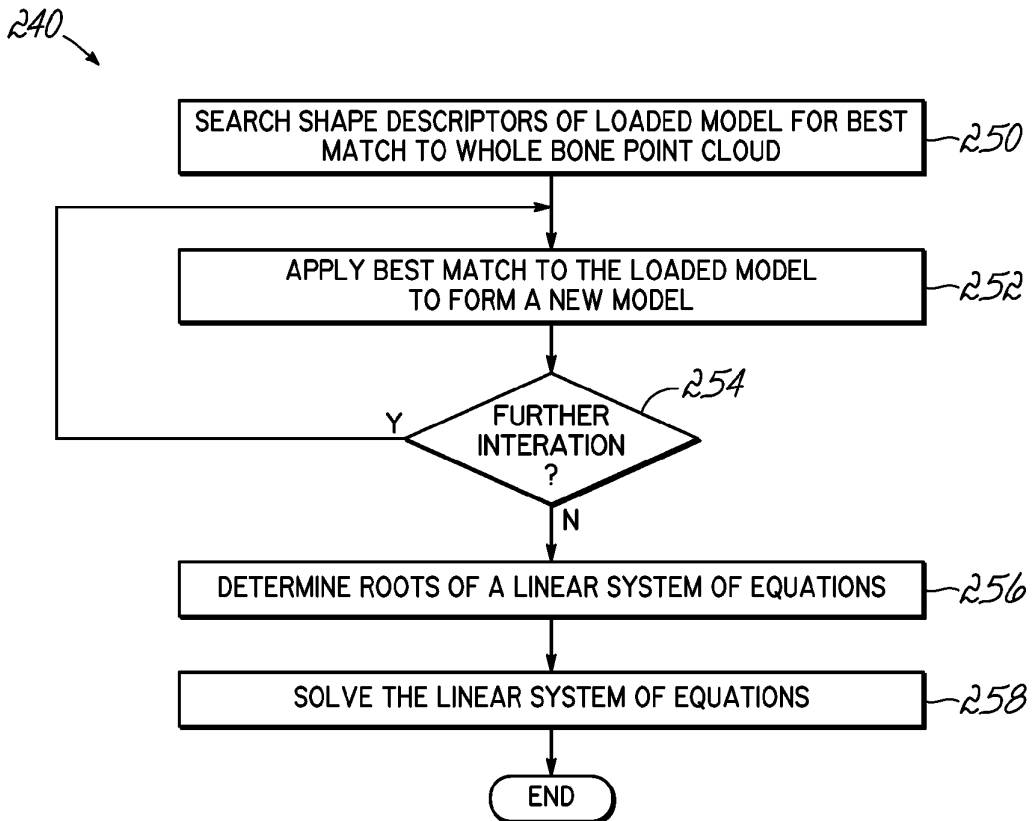 240
SEARCH SHAPE DESCRIPTORS OF LOADED MODEL FOR BEST
MATCH TO WHOLE BONE POINT CLOUD
250
APPLY BEST MATCH TO THE LOADED MODEL
TO FORM A NEW MODEL
252
254
FURTHER
INTERATION
?
Y
N
DETERMINE ROOTS OF A LINEAR SYSTEM OF EQUATIONS
256
SOLVE THE LINEAR SYSTEM OF EQUATIONS
258
END